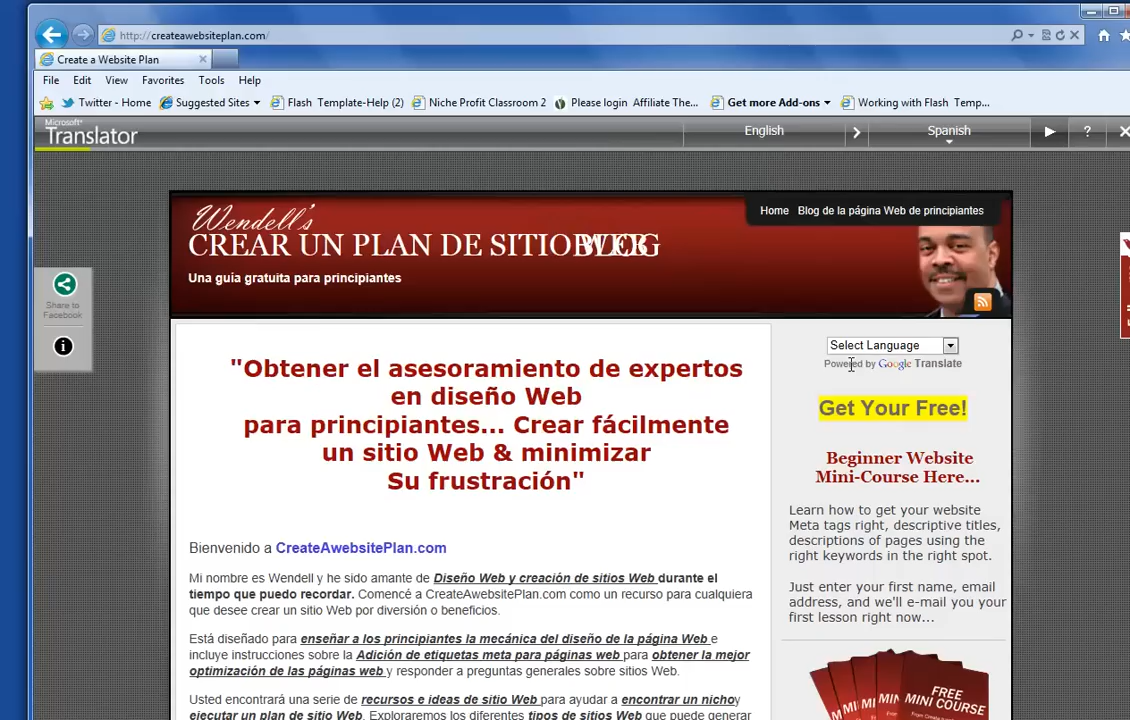 http://createawebsiteplan.com/
Create a Website Plan
File Edit View Favorites Tools Help
Twitter - Home Suggested Sites Flash Template-Help (2) Niche Profit Classroom 2 Please login Affiliate The... Get more Add-ons Working with Flash Temp...
Microsoft®
Translator
English Spanish ?
Home Blog de la página Web de principiantes
Wendell's
CREAR UN PLAN DE SITIO WEB BLOG
Una guía gratuita para principiantes
Share to
Facebook
Select Language
Powered by Google Translate
"Obtener el asesoramiento de expertos
en diseño Web
para principiantes... Crear fácilmente
un sitio Web & minimizar
Su frustración"
Get Your Free!
Beginner Website
Mini-Course Here...
Learn how to get your website
Meta tags right, descriptive titles,
descriptions of pages using the
right keywords in the right spot.
Just enter your first name, email
address, and we'll e-mail you your
first lesson right now...
Bienvenido a CreateAwebsitePlan.com
Mi nombre es Wendell y he sido amante de Diseño Web y creación de sitios Web durante el
tiempo que puedo recordar. Comencé a CreateAwebsitePlan.com como un recurso para cualquiera
que desee crear un sitio Web por diversión o beneficios.
Está diseñado para enseñar a los principiantes la mecánica del diseño de la página Web e
incluye instrucciones sobre la Adición de etiquetas meta para páginas web para obtener la mejor
optimización de las páginas web y responder a preguntas generales sobre sitios Web.
Usted encontrará una serie de recursos e ideas de sitio Web para ayudar a encontrar un nicho y
ejecutar un plan de sitio Web. Exploraremos los diferentes tipos de sitios Web que puede generar
FREE
MINI COURSE